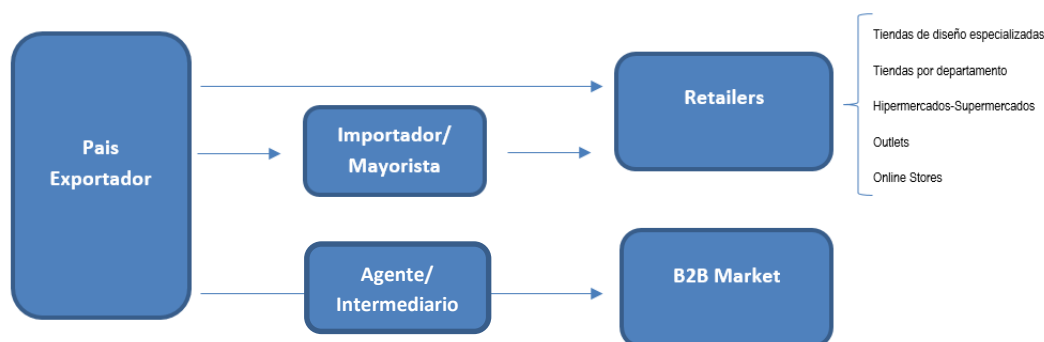 Pais
Exportador
Importador/
Mayorista
Agente/
Intermediario
Retailers
B2B Market
Tiendas de diseño especializadas
Tiendas por departamento
Hipermercados-Supermercados
Outlets
Online Stores